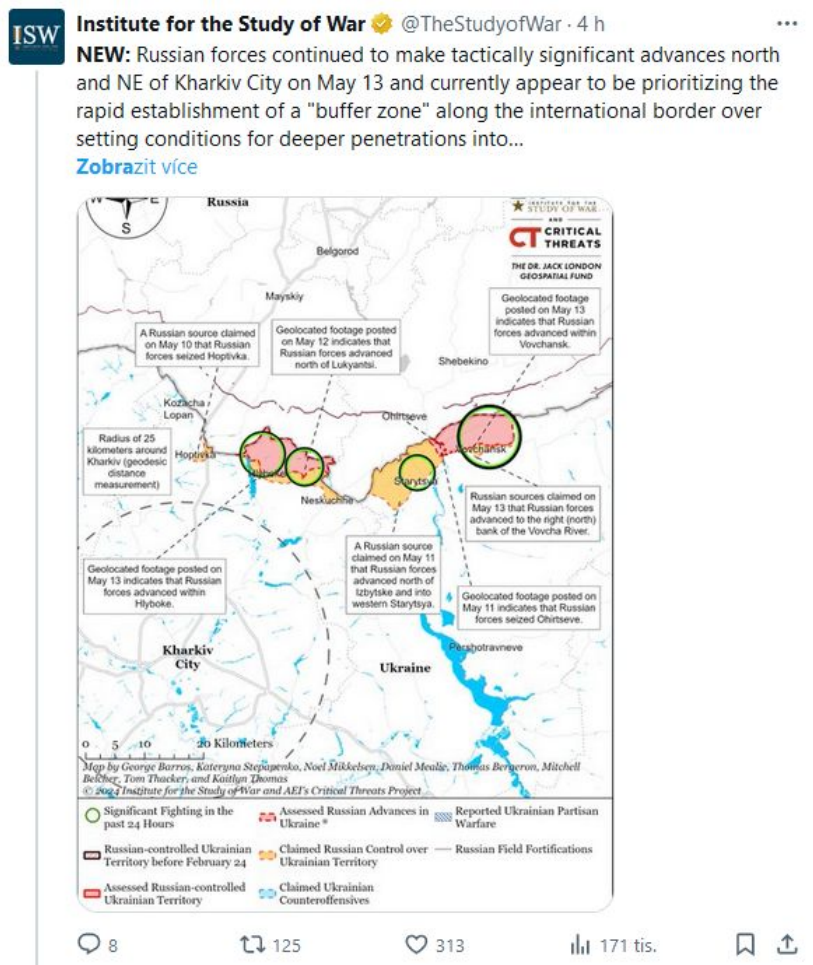 ISW
Institute for the Study of War @TheStudyofWar · 4 h
NEW: Russian forces continued to make tactically significant advances north
and NE of Kharkiv City on May 13 and currently appear to be prioritizing the
rapid establishment of a "buffer zone" along the international border over
setting conditions for deeper penetrations into...
Zobrazit více
W E
S
Russia
INSTITUTE FOR THE
STUDY OF WAR
AND
CT CRITICAL
THREATS
THE DR. JACK LONDON
GEOSPATIAL FUND
Belgorod
Mayskiy
Geolocated footage
posted on May 13
indicates that Russian
forces advanced within
Vovchansk.
A Russian source claimed
on May 10 that Russian
forces seized Hoptivka.
Geolocated footage posted
on May 12 indicates that
Russian forces advanced
north of Lukyantsi.
Shebekino
Kozacha
Lopan
Ohirtseve
Radius of 25
kilometers around
Kharkiv (geodesic
distance
measurement)
Hoptivka
Vovchansk
Hlyboke
Starytsya
Neskuchne
Russian sources claimed on
May 13 that Russian forces
advanced to the right (north)
bank of the Vovcha River.
A Russian source
claimed on May 11
that Russian forces
advanced north of
Izbytske and into
western Starytsya.
Geolocated footage posted on
May 13 indicates that Russian
forces advanced within
Hlyboke.
Geolocated footage posted on
May 11 indicates that Russian
forces seized Ohirtseve.
Kharkiv
City
Ukraine
Pershotravneve
0 5 10 20 Kilometers
Map by George Barros, Kateryna Stepanenko, Noel Mikkelsen, Daniel Mealie, Thomas Bergeron, Mitchell
Belcher, Tom Thacker, and Kaitlyn Thomas
© 2024 Institute for the Study of War and AEI's Critical Threats Project
Significant Fighting in the
past 24 Hours
Assessed Russian Advances in
Ukraine *
Reported Ukrainian Partisan
Warfare
Russian-controlled Ukrainian
Territory before February 24
Claimed Russian Control over
Ukrainian Territory
Russian Field Fortifications
Assessed Russian-controlled
Ukrainian Territory
Claimed Ukrainian
Counteroffensives
8 125 313 171 tis.